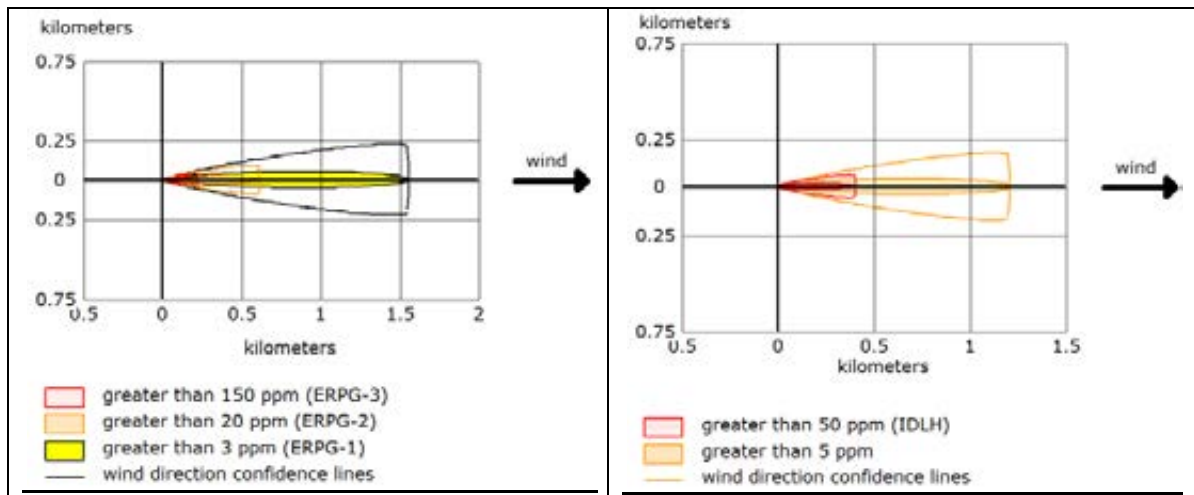 kilometers
0.75
0.25
0
0.25
0.75
0.5 0 0.5 1 1.5 2
kilometers
wind
greater than 150 ppm (ERPG-3)
greater than 20 ppm (ERPG-2)
greater than 3 ppm (ERPG-1)
wind direction confidence lines
kilometers
0.75
0.25
0
0.25
0.75
0.5 0 0.5 1 1.5
kilometers
wind
greater than 50 ppm (IDLH)
greater than 5 ppm
wind direction confidence lines